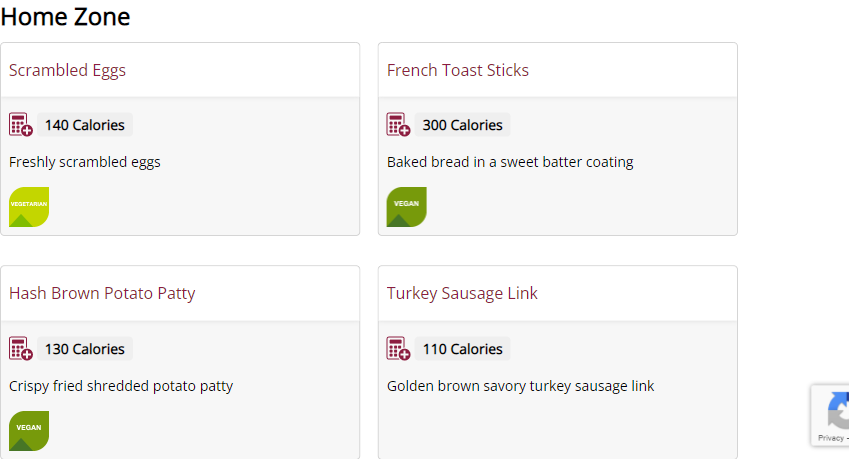 Home Zone
Scrambled Eggs
140 Calories
Freshly scrambled eggs
VEGETARIAN
French Toast Sticks
300 Calories
Baked bread in a sweet batter coating
VEGAN
Hash Brown Potato Patty
130 Calories
Crispy fried shredded potato patty
VEGAN
Turkey Sausage Link
110 Calories
Golden brown savory turkey sausage link
Privacy -